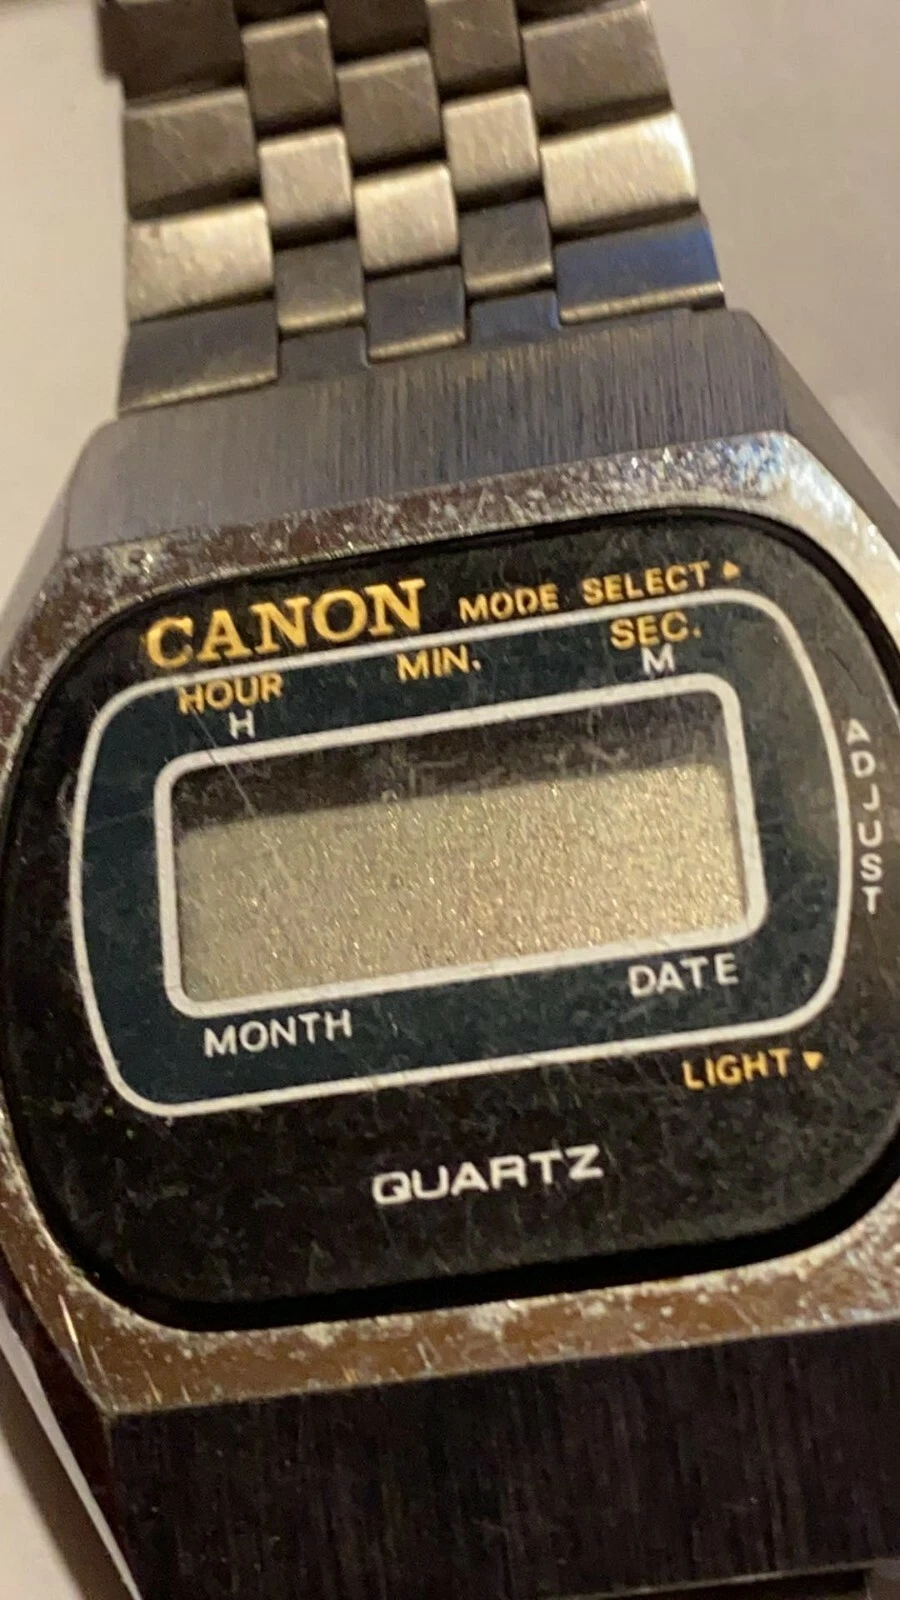 CANON MODE SELECT ▸
HOUR MIN. SEC.
H M
ADJUST
MONTH DATE
LIGHT ▸
QUARTZ